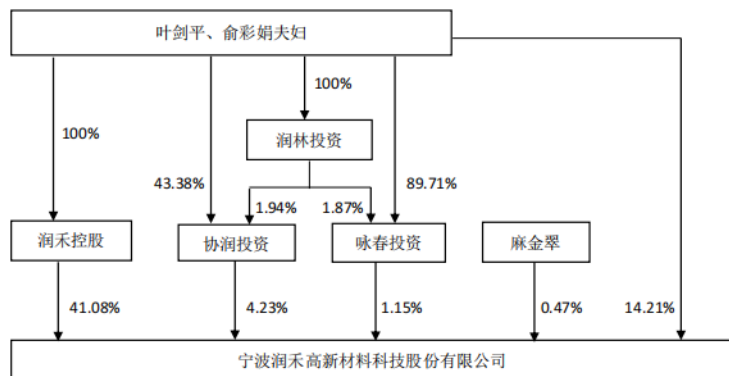 叶剑平、俞彩娟夫妇
100%
100%
润林投资
43.38%
89.71%
1.94%
1.87%
润禾控股
协润投资
咏春投资
麻金翠
41.08%
4.23%
1.15%
0.47%
14.21%
宁波润禾高新材料科技股份有限公司